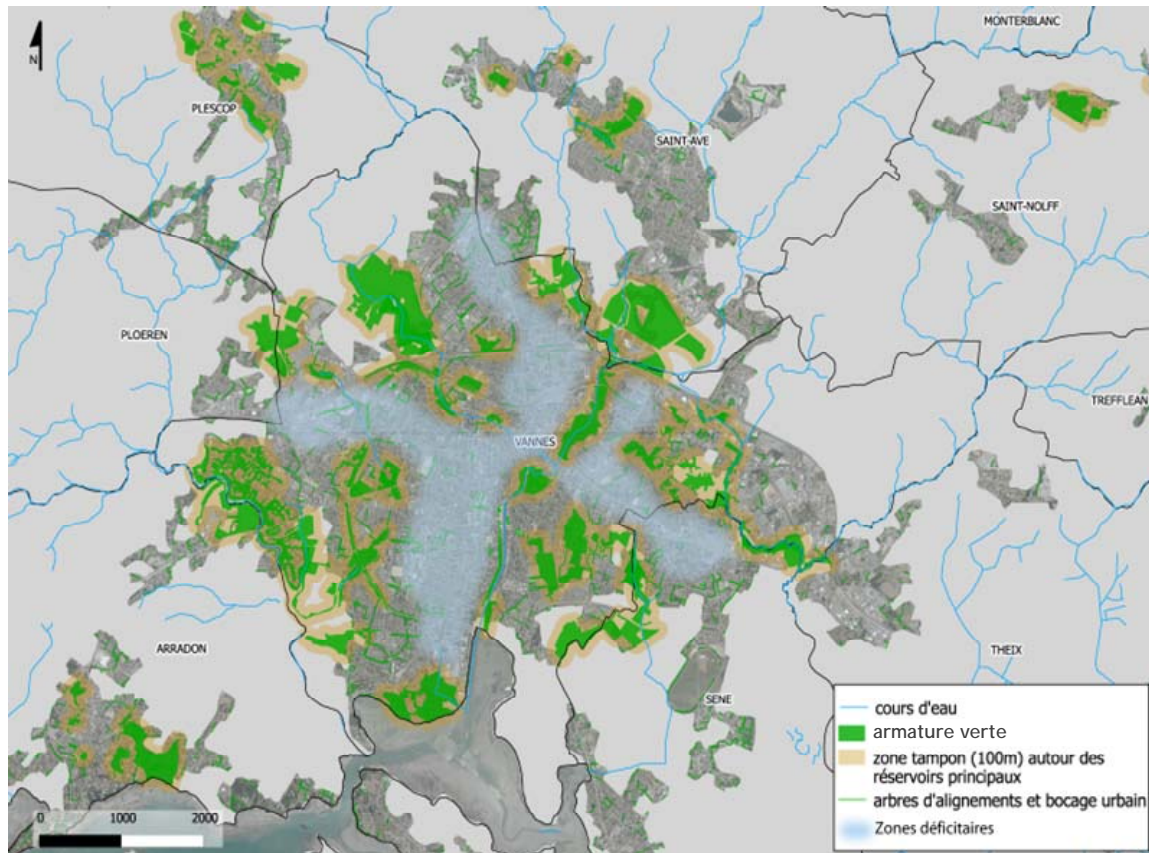 MONTERBLANC
N
PLESCOP
SAINT-AVE
SAINT-NOLFF
PLOEREN
TREFFLEAN
VANNES
ARRADON
THEIX
SENE
cours d'eau
armature verte
zone tampon (100m) autour des
réservoirs principaux
arbres d'alignements et bocage urbain
Zones déficitaires
0 1000 2000